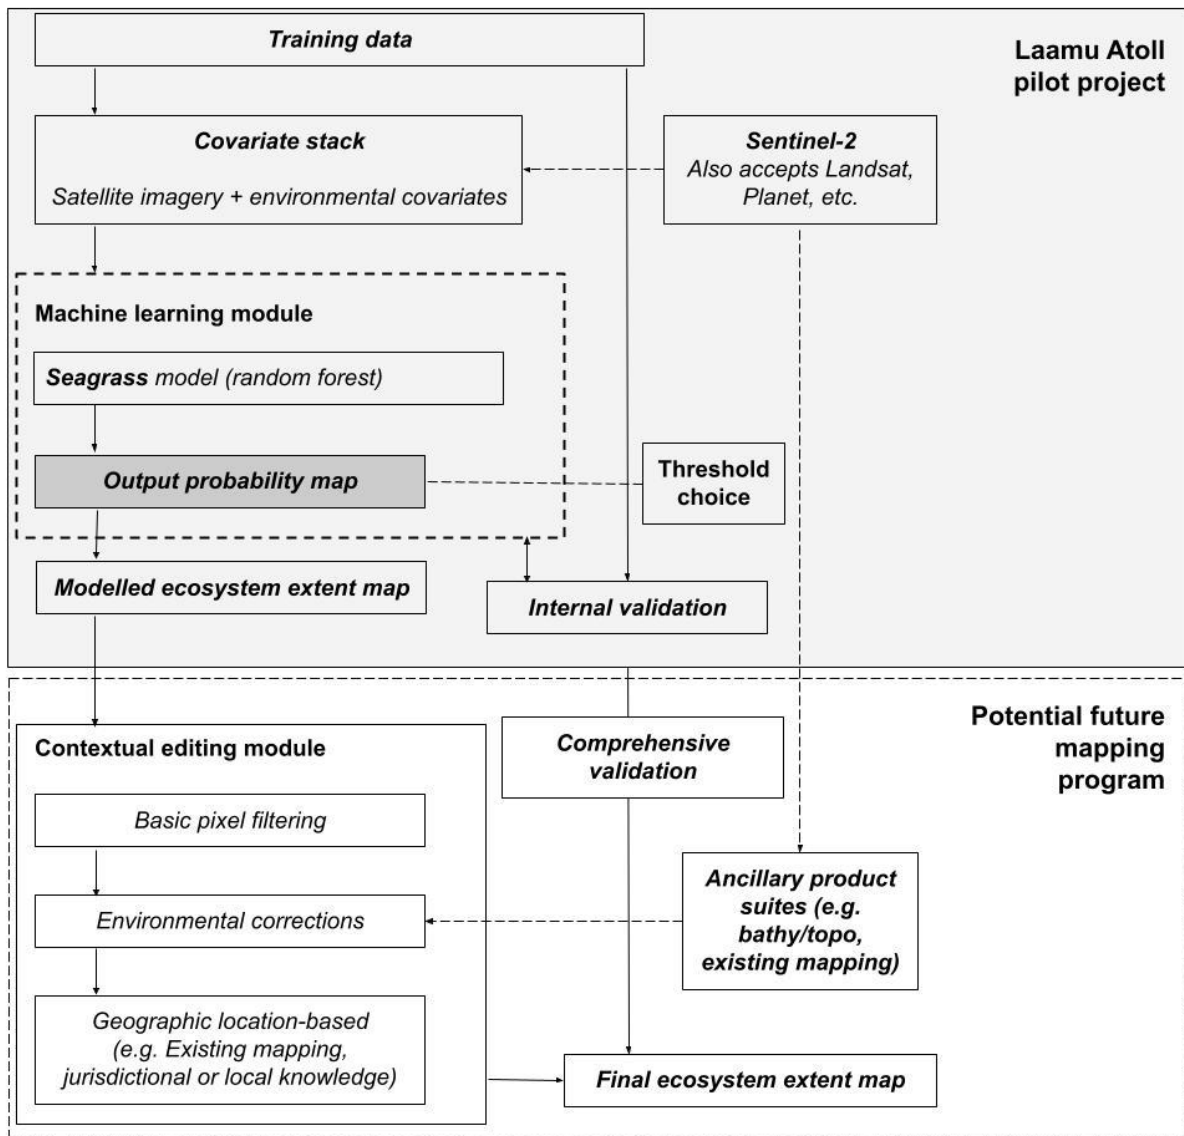 Training data
Laamu Atoll
pilot project
Covariate stack
Satellite imagery + environmental covariates
Sentinel-2
Also accepts Landsat,
Planet, etc.
Machine learning module
Seagrass model (random forest)
Output probability map
Threshold
choice
Modelled ecosystem extent map
Internal validation
Potential future
mapping
program
Contextual editing module
Comprehensive
validation
Basic pixel filtering
Environmental corrections
Ancillary product
suites (e.g.
bathy/topo,
existing mapping)
Geographic location-based
(e.g. Existing mapping,
jurisdictional or local knowledge)
Final ecosystem extent map